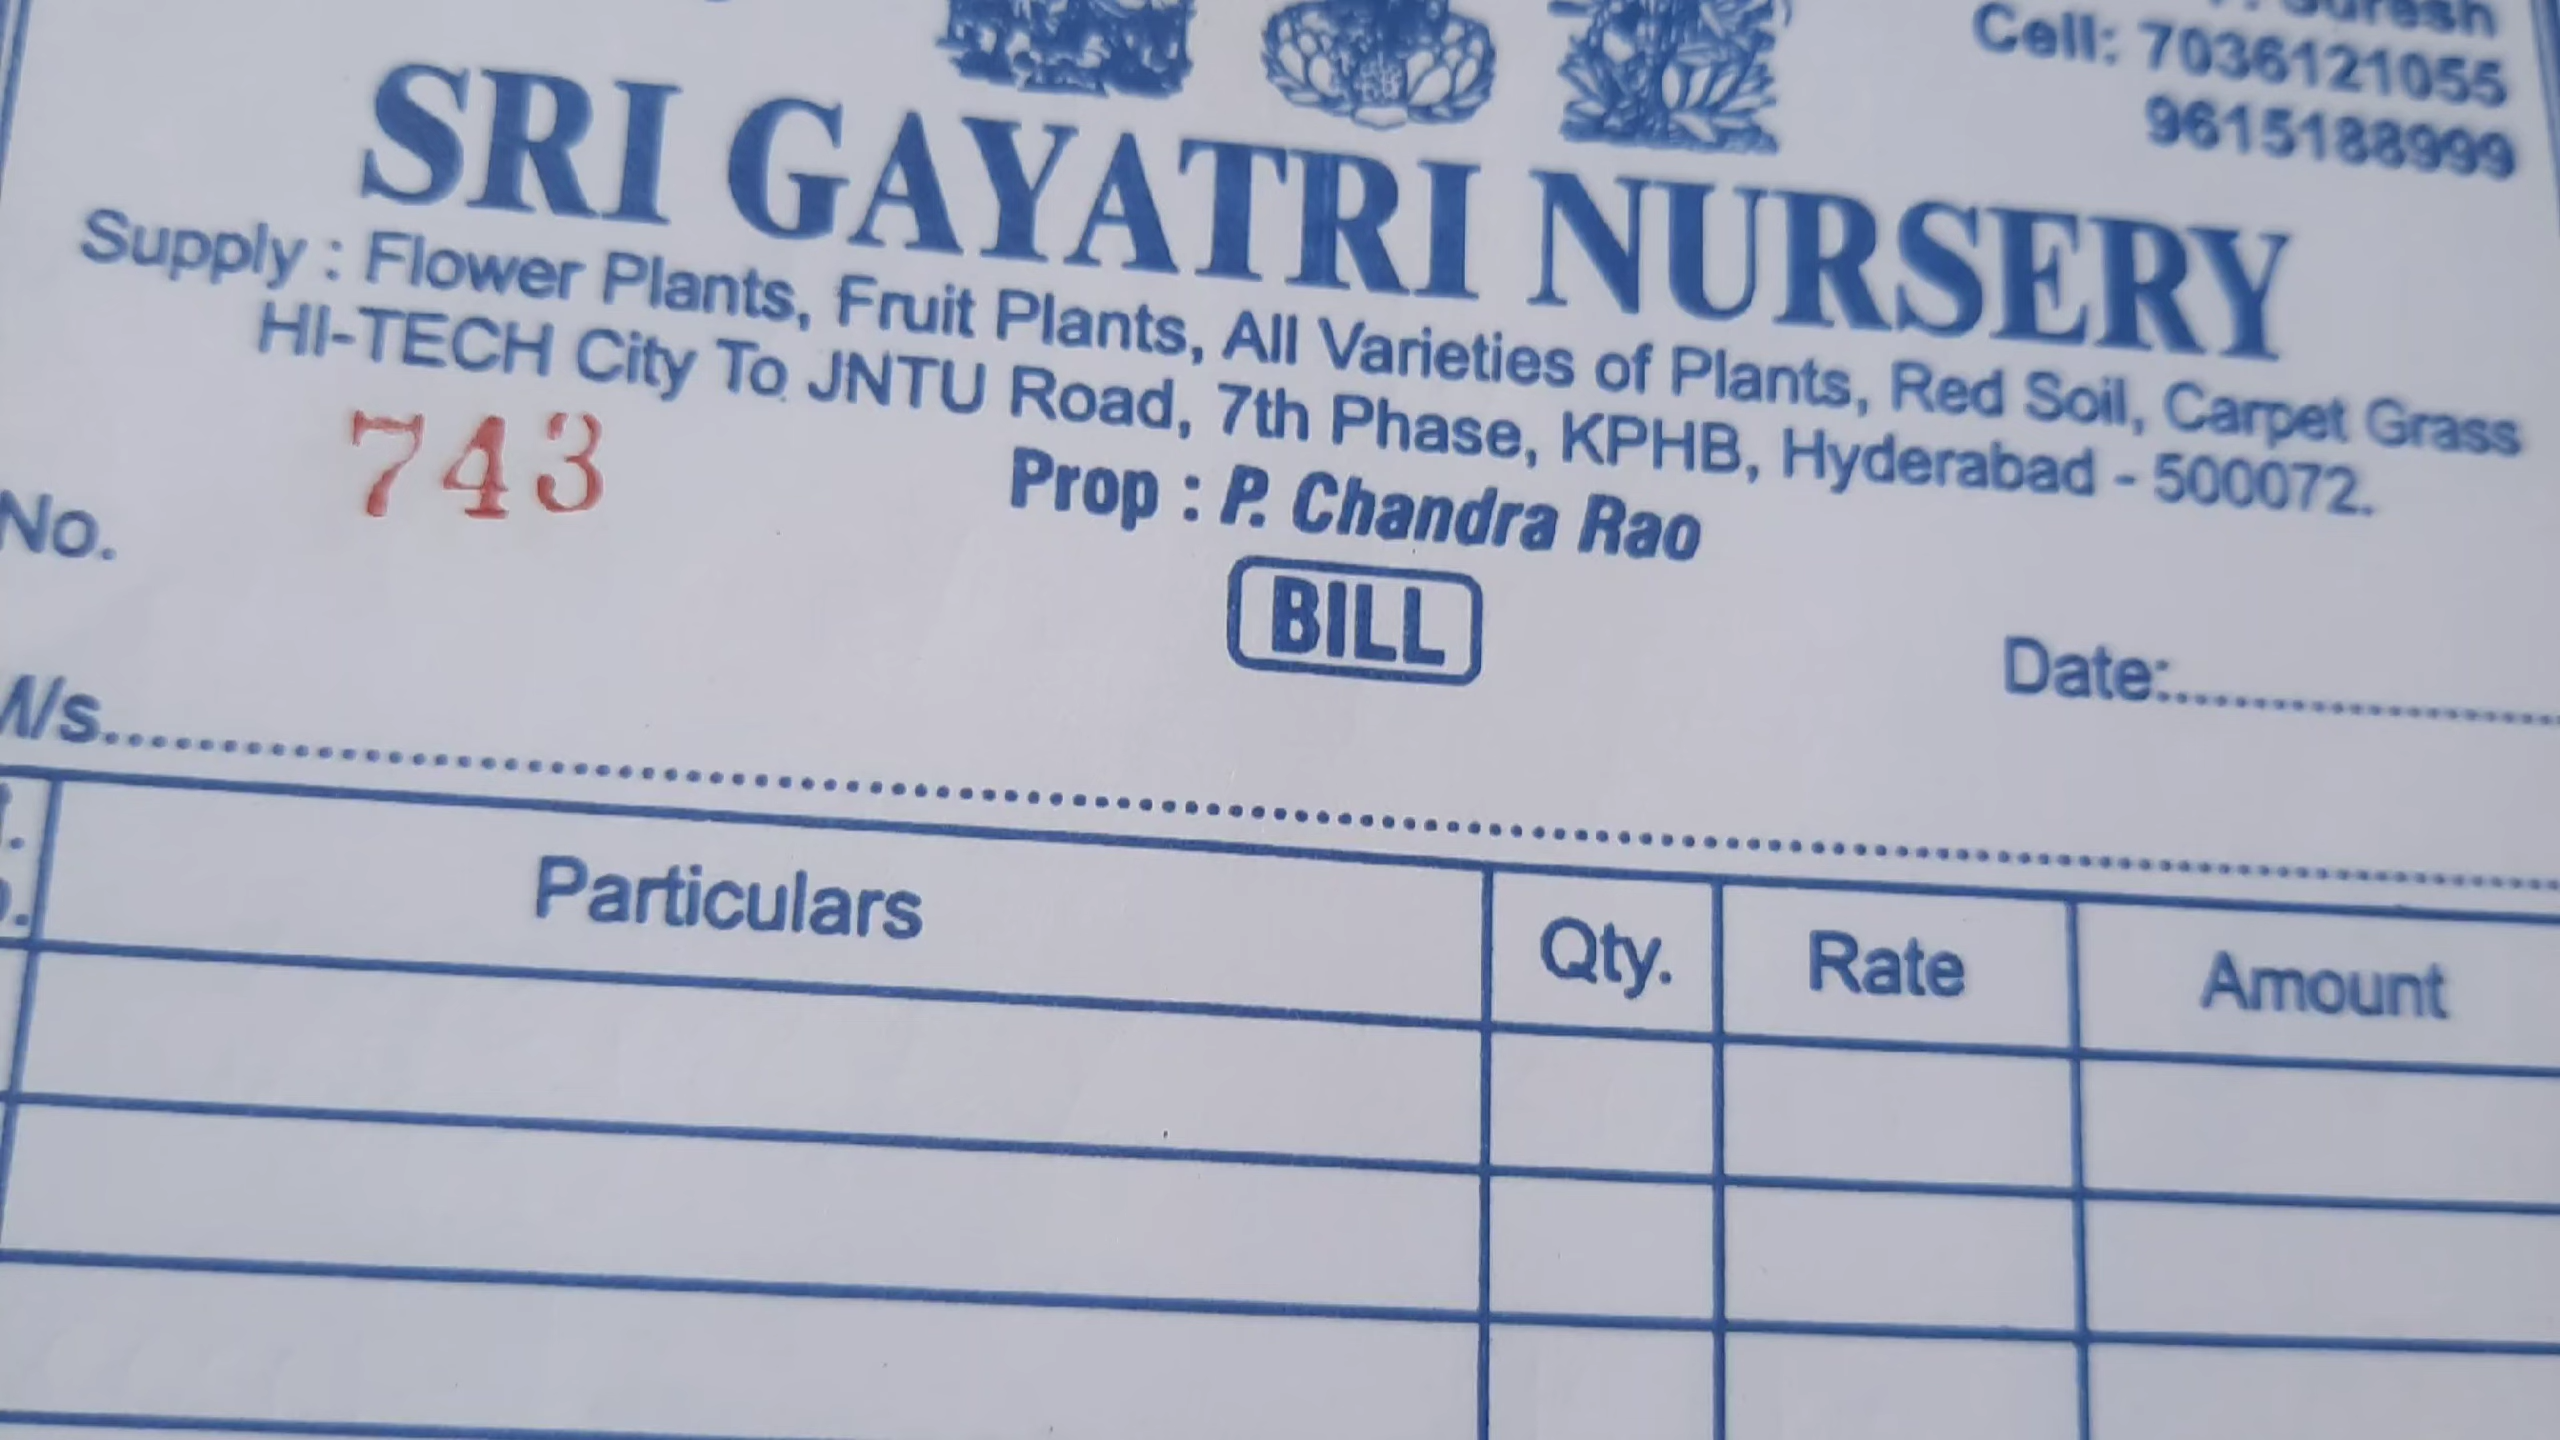 Suresh
Cell: 7036121055
9615188999
SRI GAYATRI NURSERY
Supply : Flower Plants, Fruit Plants, All Varieties of Plants, Red Soil, Carpet Grass
HI-TECH City To JNTU Road, 7th Phase, KPHB, Hyderabad - 500072.
Prop : P. Chandra Rao
No. 743
BILL
Date:
M/s.
Particulars Qty. Rate Amount